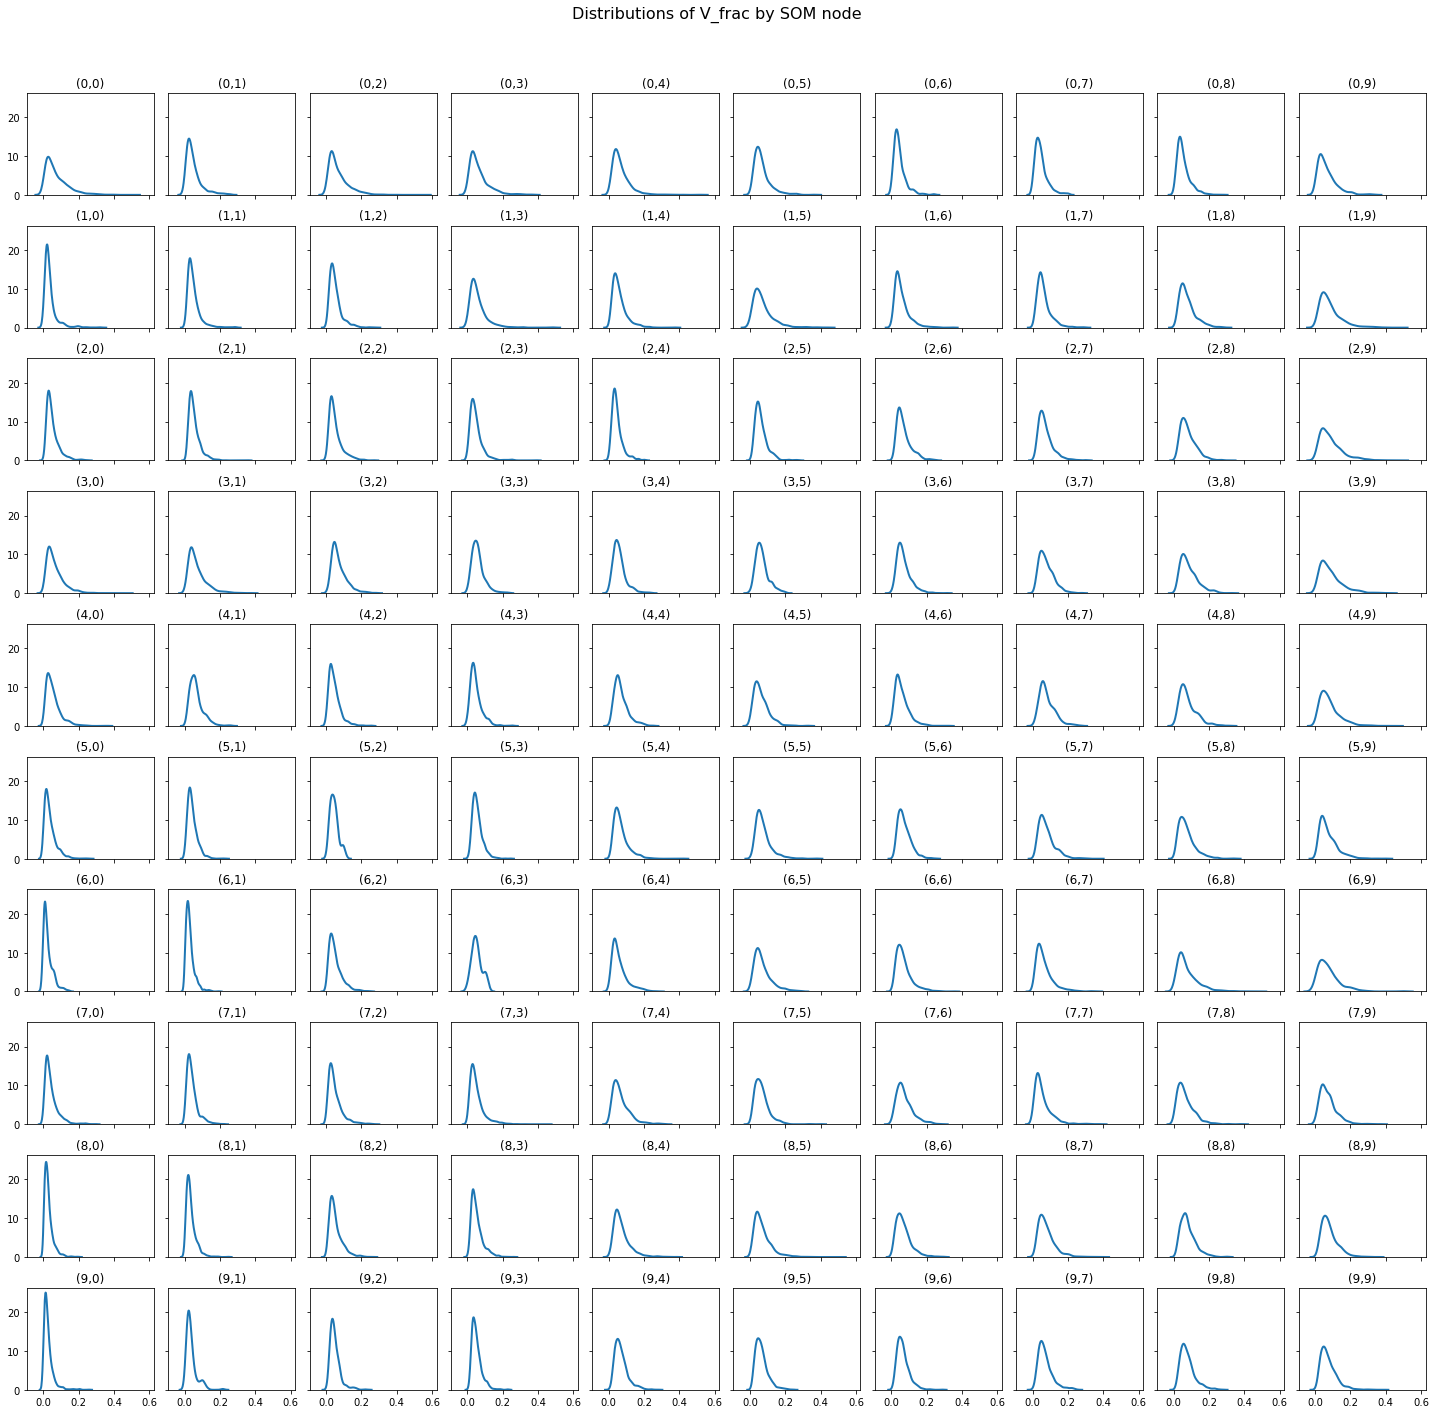 Distributions of V_frac by SOM node
(0,0) (0,1) (0,2) (0,3) (0,4) (0,5) (0,6) (0,7) (0,8) (0,9)
20
10
0
(1,0) (1,1) (1,2) (1,3) (1,4) (1,5) (1,6) (1,7) (1,8) (1,9)
20
10
0
(2,0) (2,1) (2,2) (2,3) (2,4) (2,5) (2,6) (2,7) (2,8) (2,9)
20
10
0
(3,0) (3,1) (3,2) (3,3) (3,4) (3,5) (3,6) (3,7) (3,8) (3,9)
20
10
0
(4,0) (4,1) (4,2) (4,3) (4,4) (4,5) (4,6) (4,7) (4,8) (4,9)
20
10
0
(5,0) (5,1) (5,2) (5,3) (5,4) (5,5) (5,6) (5,7) (5,8) (5,9)
20
10
0
(6,0) (6,1) (6,2) (6,3) (6,4) (6,5) (6,6) (6,7) (6,8) (6,9)
20
10
0
(7,0) (7,1) (7,2) (7,3) (7,4) (7,5) (7,6) (7,7) (7,8) (7,9)
20
10
0
(8,0) (8,1) (8,2) (8,3) (8,4) (8,5) (8,6) (8,7) (8,8) (8,9)
20
10
0
(9,0) (9,1) (9,2) (9,3) (9,4) (9,5) (9,6) (9,7) (9,8) (9,9)
20
10
0
0.0 0.2 0.4 0.6 0.0 0.2 0.4 0.6 0.0 0.2 0.4 0.6 0.0 0.2 0.4 0.6 0.0 0.2 0.4 0.6 0.0 0.2 0.4 0.6 0.0 0.2 0.4 0.6 0.0 0.2 0.4 0.6 0.0 0.2 0.4 0.6 0.0 0.2 0.4 0.6